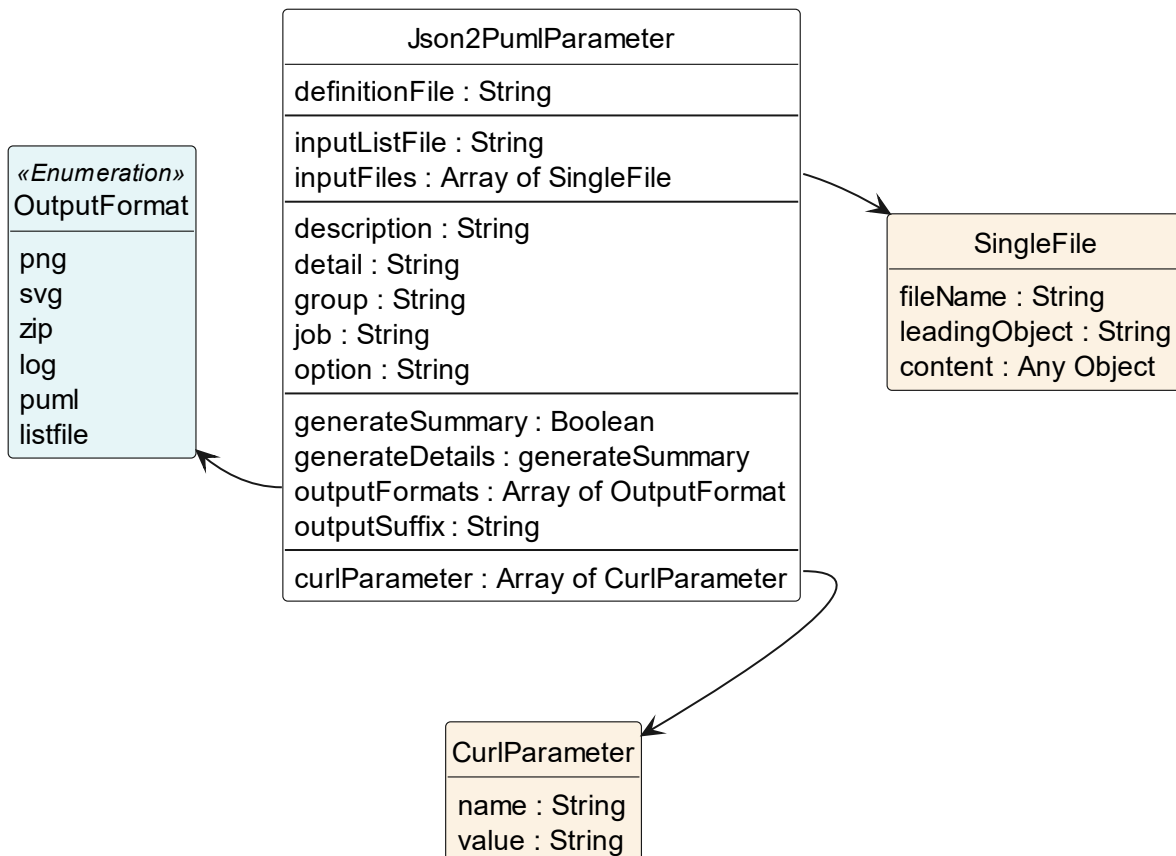 Json2PumlParameter
definitionFile : String
inputListFile : String
inputFiles : Array of SingleFile
description : String
detail : String
group : String
job : String
option : String
generateSummary : Boolean
generateDetails : generateSummary
outputFormats : Array of OutputFormat
outputSuffix : String
curlParameter : Array of CurlParameter
«Enumeration»
OutputFormat
png
svg
zip
log
puml
listfile
SingleFile
fileName : String
leadingObject : String
content : Any Object
CurlParameter
name : String
value : String